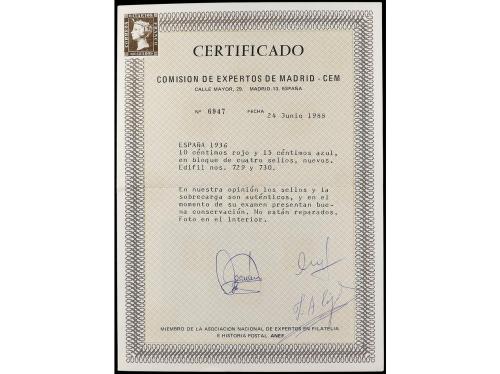 CERTIFICADO
COMISION DE EXPERTOS DE MADRID - CEM
CALLE MAYOR, 29. MADRID-13. ESPAÑA
Nº 6947 FECHA 24 Junio 1988
ESPAÑA 1936
10 céntimos rojo y 15 céntimos azul,
en bloque de cuatro sellos, nuevos.
Edifil nos. 729 y 730.
En nuestra opinión los sellos y la
sobrecarga son auténticos, y en el
momento de su examen presentan bue-
na conservación. No están reparados.
Foto en el interior.
MIEMBRO DE LA ASOCIACION NACIONAL DE EXPERTOS EN FILATELIA
E HISTORIA POSTAL ANEF